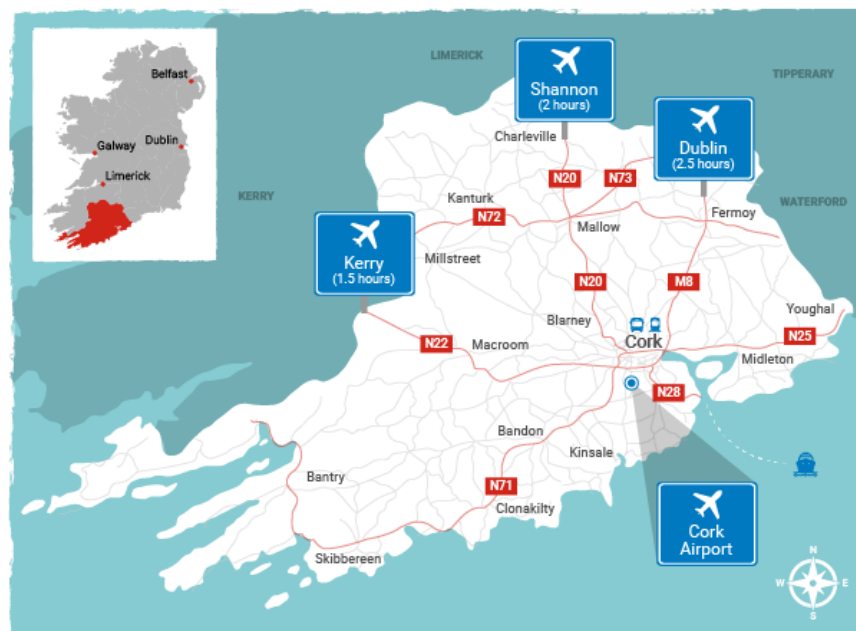 Belfast
Galway
Dublin
Limerick
LIMERICK
TIPPERARY
KERRY
WATERFORD
Shannon
(2 hours)
Dublin
(2.5 hours)
Kerry
(1.5 hours)
Charleville
N20
N73
Kanturk
N72
Mallow
Fermoy
Millstreet
N20
M8
Blarney
Youghal
Cork
N25
N22
Macroom
Midleton
N28
Bandon
Kinsale
Bantry
N71
Clonakilty
Skibbereen
Cork
Airport
N
W
E
S